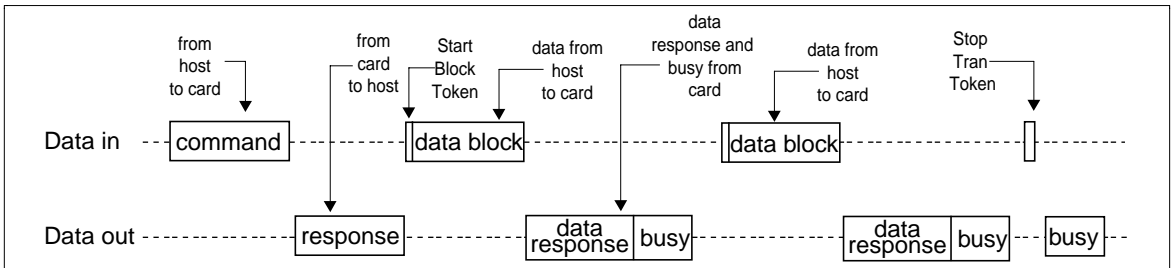 from
host
to card
from
card
to host
Start
Block
Token
data from
host
to card
data
response and
busy from
card
data from
host
to card
Stop
Tran
Token
Data in
command
data block
data block
Data out
response
data
response
busy
data
response
busy
busy